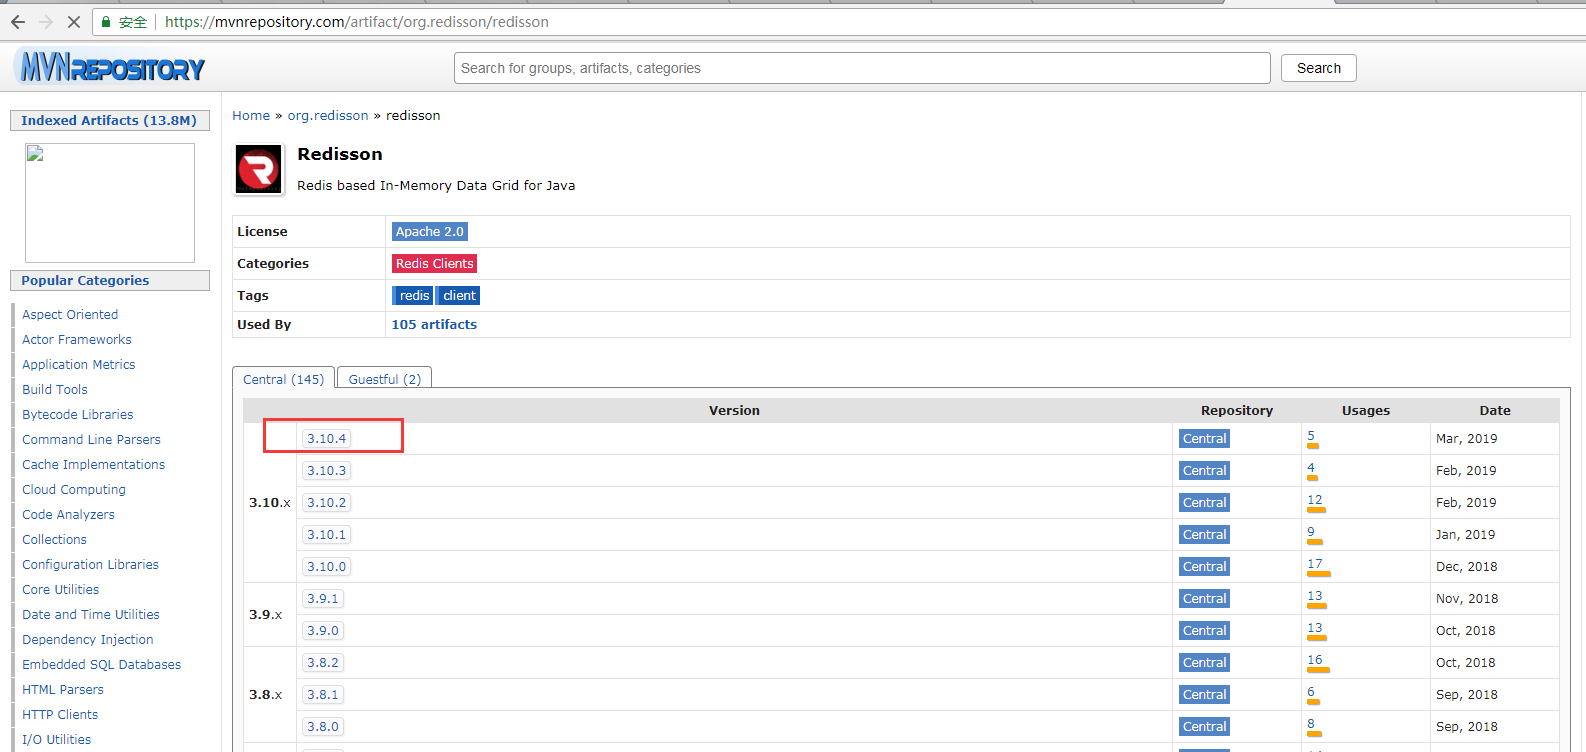 安全 https://mvnrepository.com/artifact/org.redisson/redisson
MVNREPOSITORY
Search for groups, artifacts, categories
Search
Indexed Artifacts (13.8M)
Popular Categories
Aspect Oriented
Actor Frameworks
Application Metrics
Build Tools
Bytecode Libraries
Command Line Parsers
Cache Implementations
Cloud Computing
Code Analyzers
Collections
Configuration Libraries
Core Utilities
Date and Time Utilities
Dependency Injection
Embedded SQL Databases
HTML Parsers
HTTP Clients
I/O Utilities
Home » org.redisson » redisson
Redisson
Redis based In-Memory Data Grid for Java
License Apache 2.0
Categories Redis Clients
Tags redis client
Used By 105 artifacts
Central (145) Guestful (2)
Version Repository Usages Date
3.10.4 Central 5 Mar, 2019
3.10.3 Central 4 Feb, 2019
3.10.x 3.10.2 Central 12 Feb, 2019
3.10.1 Central 9 Jan, 2019
3.10.0 Central 17 Dec, 2018
3.9.x
3.9.1 Central 13 Nov, 2018
3.9.0 Central 13 Oct, 2018
3.8.2 Central 16 Oct, 2018
3.8.x 3.8.1 Central 6 Sep, 2018
3.8.0 Central 8 Sep, 2018